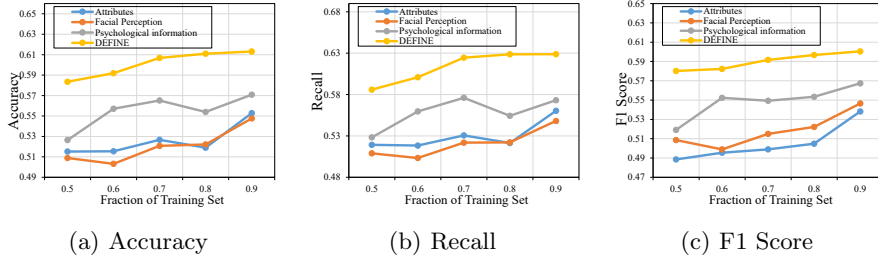 0.65
0.63
0.61
0.59
0.57
0.55
0.53
0.51
0.49
Accuracy
Attributes
Facial Perception
Psychological information
DEFINE
0.5 0.6 0.7 0.8 0.9
Fraction of Training Set
(a) Accuracy
0.68
0.63
0.58
0.53
0.48
Recall
Attributes
Facial Perception
Psychological information
DEFINE
0.5 0.6 0.7 0.8 0.9
Fraction of Training Set
(b) Recall
0.65
0.63
0.61
0.59
0.57
0.55
0.53
0.51
0.49
0.47
F1 Score
Attributes
Facial Perception
Psychological information
DEFINE
0.5 0.6 0.7 0.8 0.9
Fraction of Training Set
(c) F1 Score